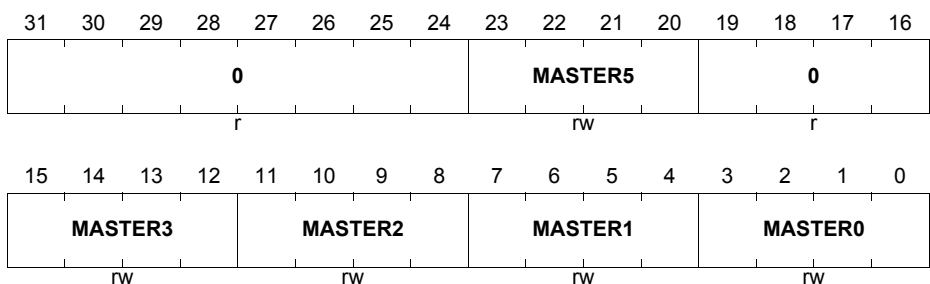 31 30 29 28 27 26 25 24 23 22 21 20 19 18 17 16
0 MASTER5 0
r rw r
15 14 13 12 11 10 9 8 7 6 5 4 3 2 1 0
MASTER3 MASTER2 MASTER1 MASTER0
rw rw rw rw